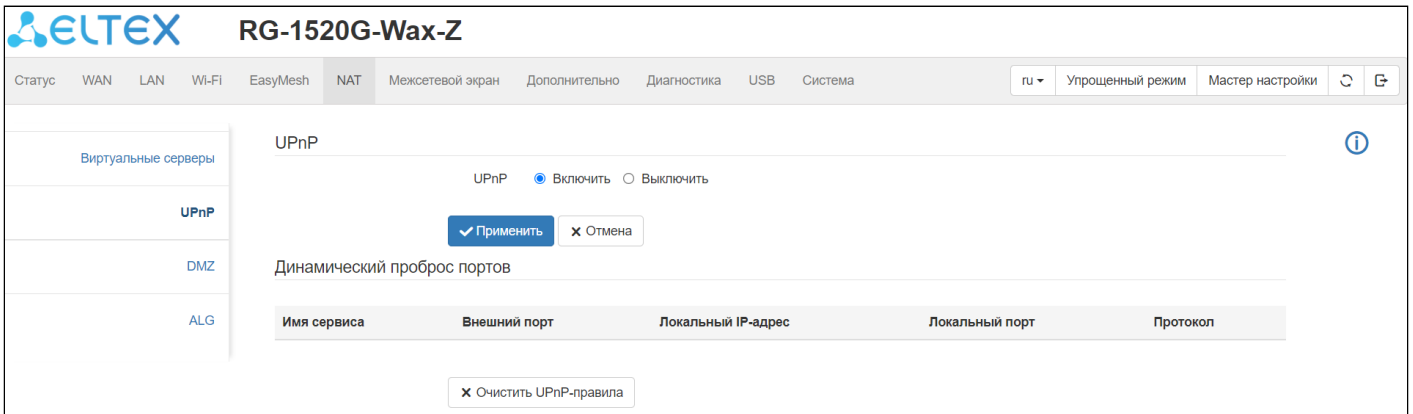 ELTEX RG-1520G-Wax-Z
Статус WAN LAN Wi-Fi EasyMesh NAT Межсетевой экран Дополнительно Диагностика USB Система ru Упрощенный режим Мастер настройки
Виртуальные серверы
UPnP
DMZ
ALG
UPnP
UPnP Включить Выключить
Применить Отмена
Динамический проброс портов
Имя сервиса Внешний порт Локальный IP-адрес Локальный порт Протокол
Очистить UPnP-правила